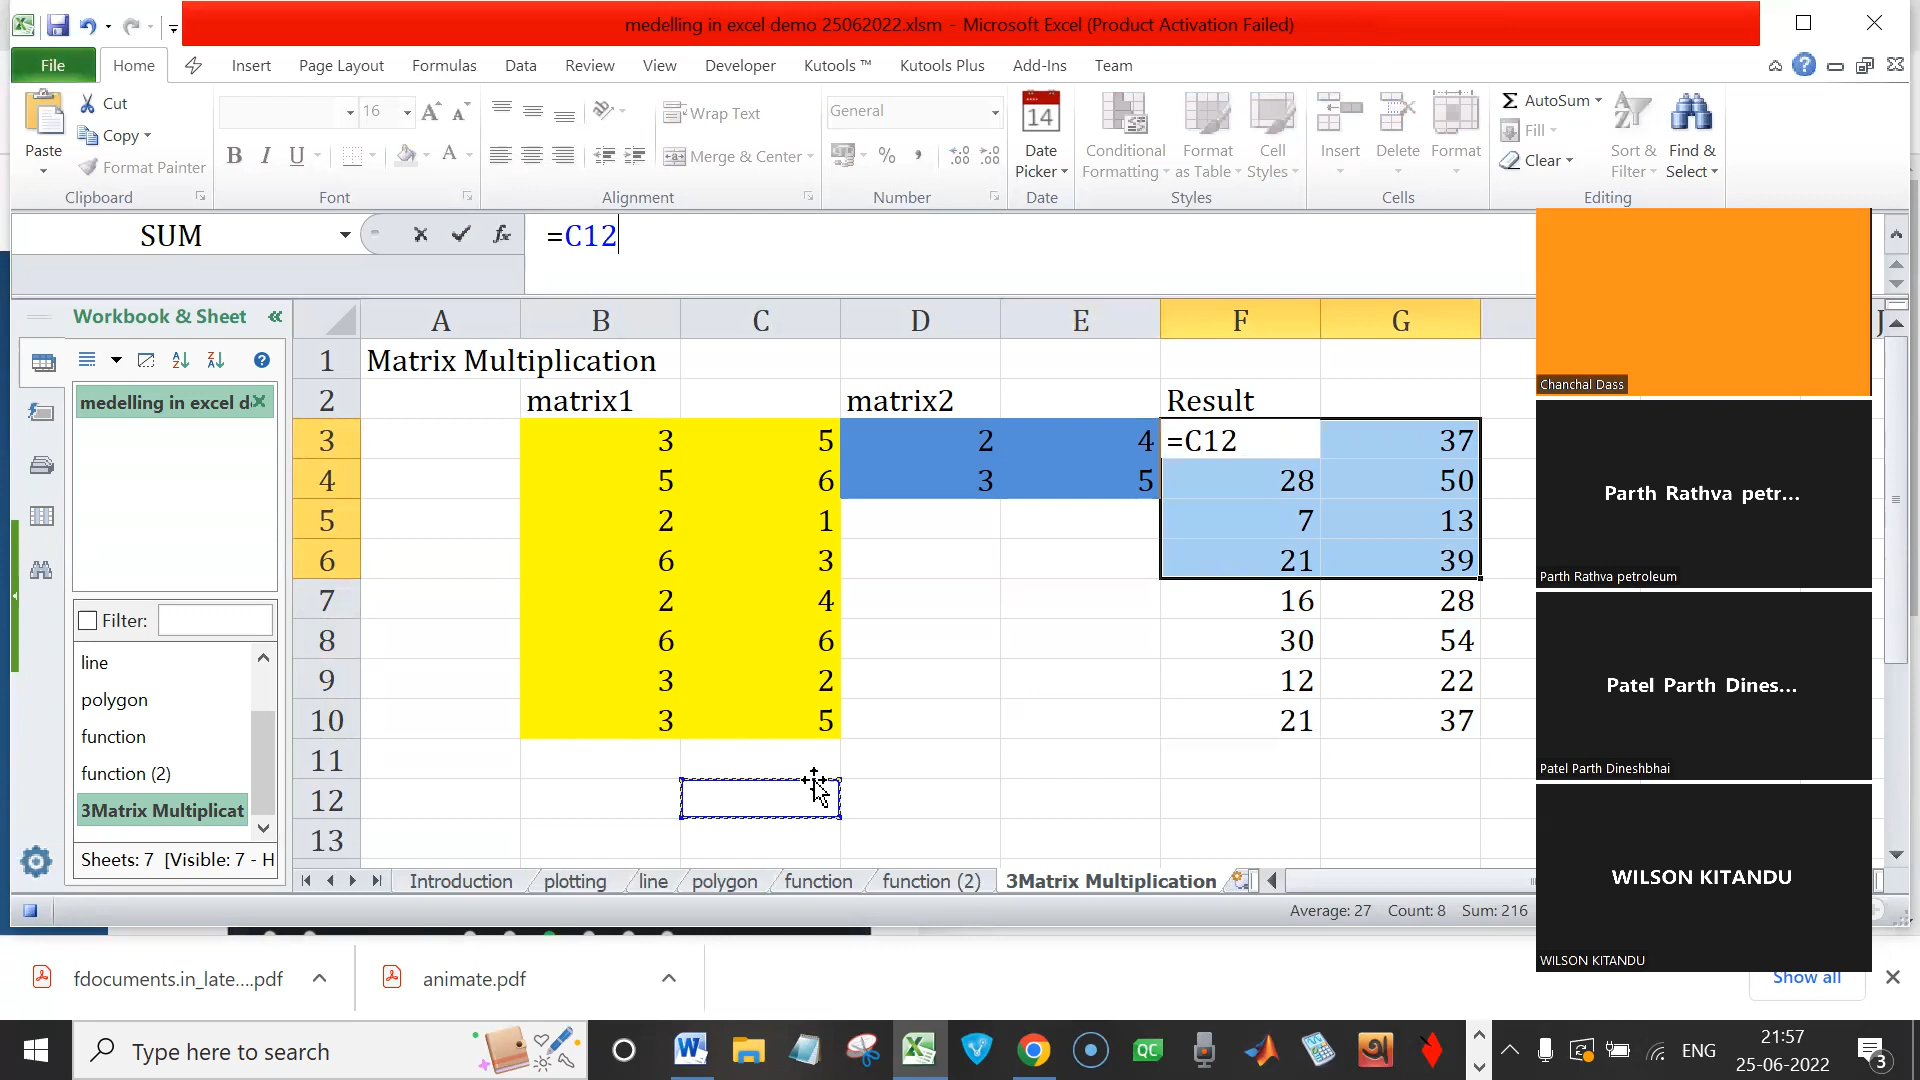 medelling in excel demo 25062022.xlsm - Microsoft Excel (Product Activation Failed)
File Home Insert Page Layout Formulas Data Review View Developer Kutools ™ Kutools Plus Add-Ins Team
Paste
Cut
Copy
Format Painter
Clipboard
16
B I U A
Font
Wrap Text
Merge & Center
Alignment
General
% ,
Number
14
Date
Picker
Date
Conditional
Formatting
Format
as Table
Cell
Styles
Styles
Insert Delete Format
Cells
Σ AutoSum
Fill
Clear
Sort &
Filter
Find &
Select
Editing
SUM
fx
=C12
Workbook & Sheet
medelling in excel d
Filter:
line
polygon
function
function (2)
3Matrix Multiplicat
Sheets: 7 [Visible: 7 - H
A B C D E F G
1 Matrix Multiplication
2 matrix1 matrix2 Result
3 3 5 2 4 =C12 37
4 5 6 3 5 28 50
5 2 1 7 13
6 6 3 21 39
7 2 4 16 28
8 6 6 30 54
9 3 2 12 22
10 3 5 21 37
11
12
13
Introduction plotting line polygon function function (2) 3Matrix Multiplication
Average: 27 Count: 8 Sum: 216
Chanchal Dass
Parth Rathva petr...
Parth Rathva petroleum
Patel Parth Dines...
Patel Parth Dineshbhai
WILSON KITANDU
WILSON KITANDU
fdocuments.in_late....pdf
animate.pdf
Show all
Type here to search
QC
ENG
21:57
25-06-2022
3